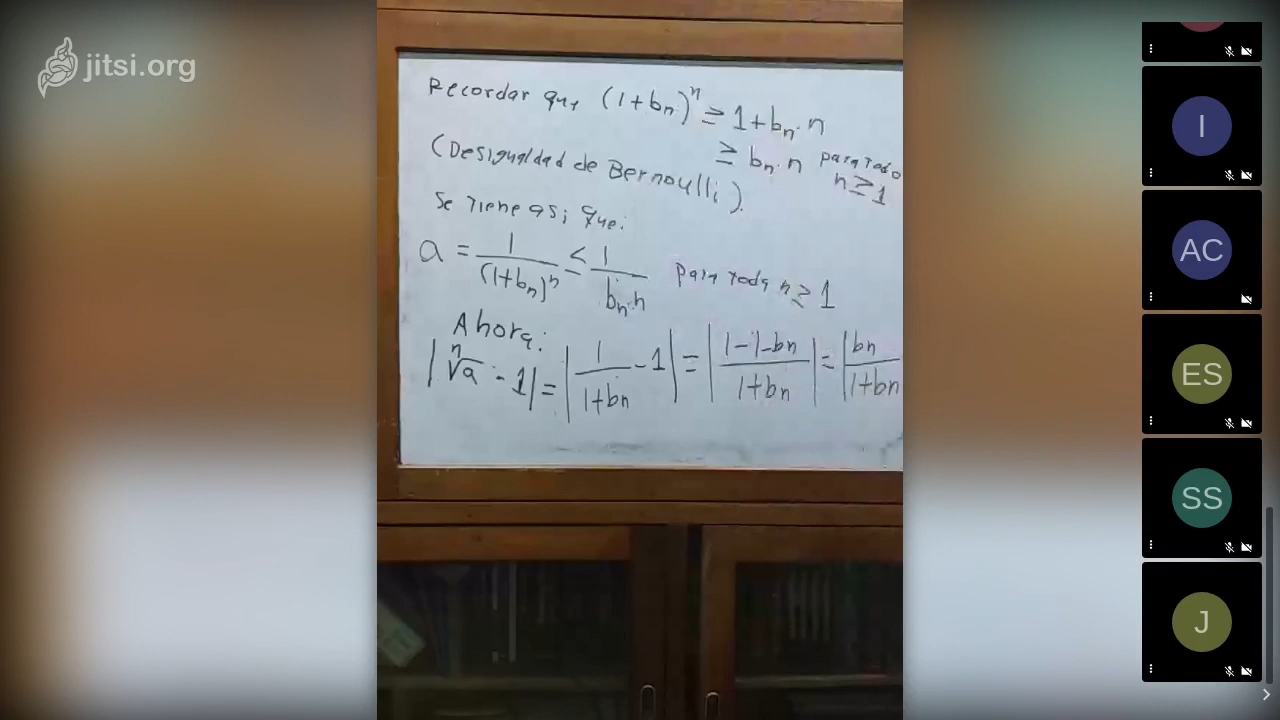 jitsi.org
Recordar que (1+bₙ)ⁿ ≥ 1+bₙ·n
≥ bₙ·n para todo
n≥1
(Desigualdad de Bernoulli).
Se tiene así que:
a = 1/(1+bₙ)ⁿ ≤ 1/(bₙ·n) para todo n≥1
Ahora:
|ⁿ√a - 1| = |1/(1+bₙ) - 1| = |(1-1-bₙ)/(1+bₙ)| = |bₙ/(1+bₙ)
I
AC
ES
SS
J